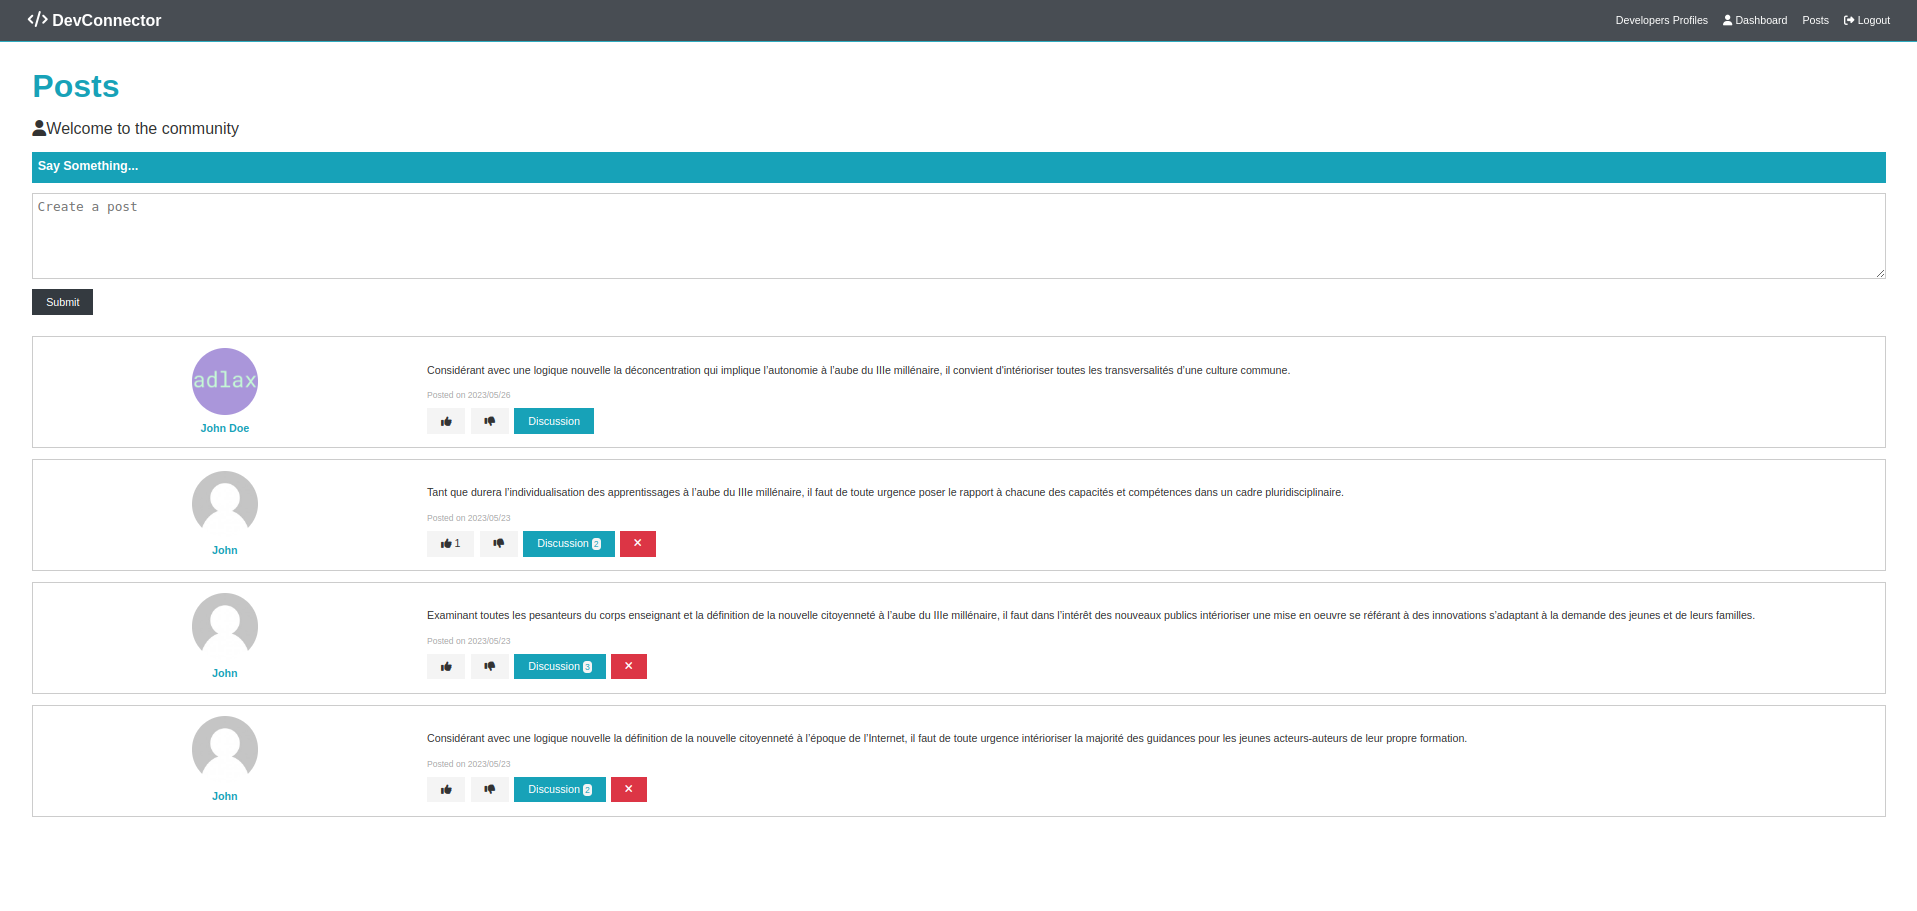 DevConnector
Developers Profiles Dashboard Posts Logout
Posts
Welcome to the community
Say Something...
Create a post
Submit
adlax
John Doe
Considérant avec une logique nouvelle la déconcentration qui implique l’autonomie à l’aube du IIIe millénaire, il convient d’intérioriser toutes les transversalités d’une culture commune.
Posted on 2023/05/26
Discussion
John
Tant que durera l’individualisation des apprentissages à l’aube du IIIe millénaire, il faut de toute urgence poser le rapport à chacune des capacités et compétences dans un cadre pluridisciplinaire.
Posted on 2023/05/23
1 Discussion 2
John
Examinant toutes les pesanteurs du corps enseignant et la définition de la nouvelle citoyenneté à l’aube du IIIe millénaire, il faut dans l’intérêt des nouveaux publics intérioriser une mise en oeuvre se référant à des innovations s’adaptant à la demande des jeunes et de leurs familles.
Posted on 2023/05/23
Discussion 3
John
Considérant avec une logique nouvelle la définition de la nouvelle citoyenneté à l’époque de l’Internet, il faut de toute urgence intérioriser la majorité des guidances pour les jeunes acteurs-auteurs de leur propre formation.
Posted on 2023/05/23
Discussion 2